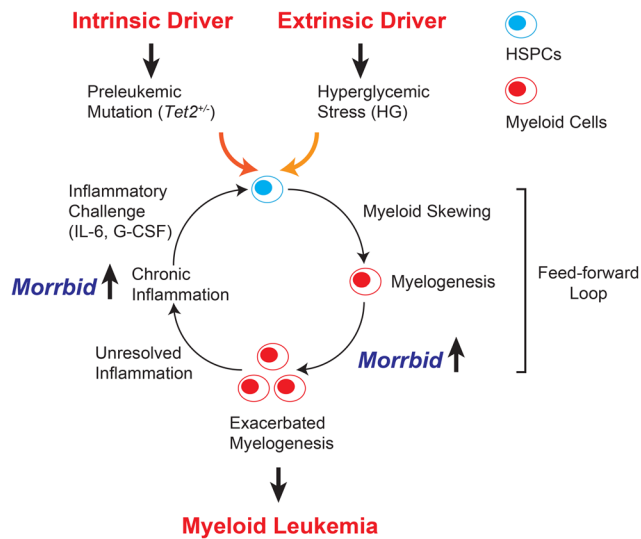 Intrinsic Driver
Extrinsic Driver
HSPCs
Preleukemic
Mutation (Tet2+/-)
Hyperglycemic
Stress (HG)
Myeloid Cells
Inflammatory
Challenge
(IL-6, G-CSF)
Myeloid Skewing
Morrbid
Chronic
Inflammation
Myelogenesis
Feed-forward
Loop
Unresolved
Inflammation
Morrbid
Exacerbated
Myelogenesis
Myeloid Leukemia